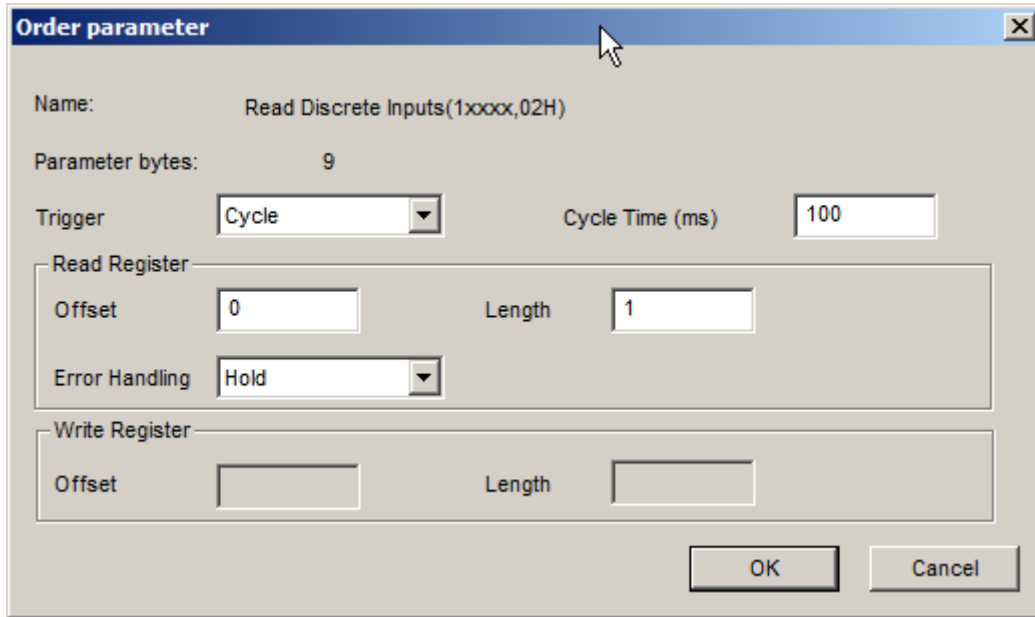 Order parameter
Name: Read Discrete Inputs(1xxxx,02H)
Parameter bytes: 9
Trigger Cycle Cycle Time (ms) 100
Read Register
Offset 0 Length 1
Error Handling Hold
Write Register
Offset Length
OK Cancel